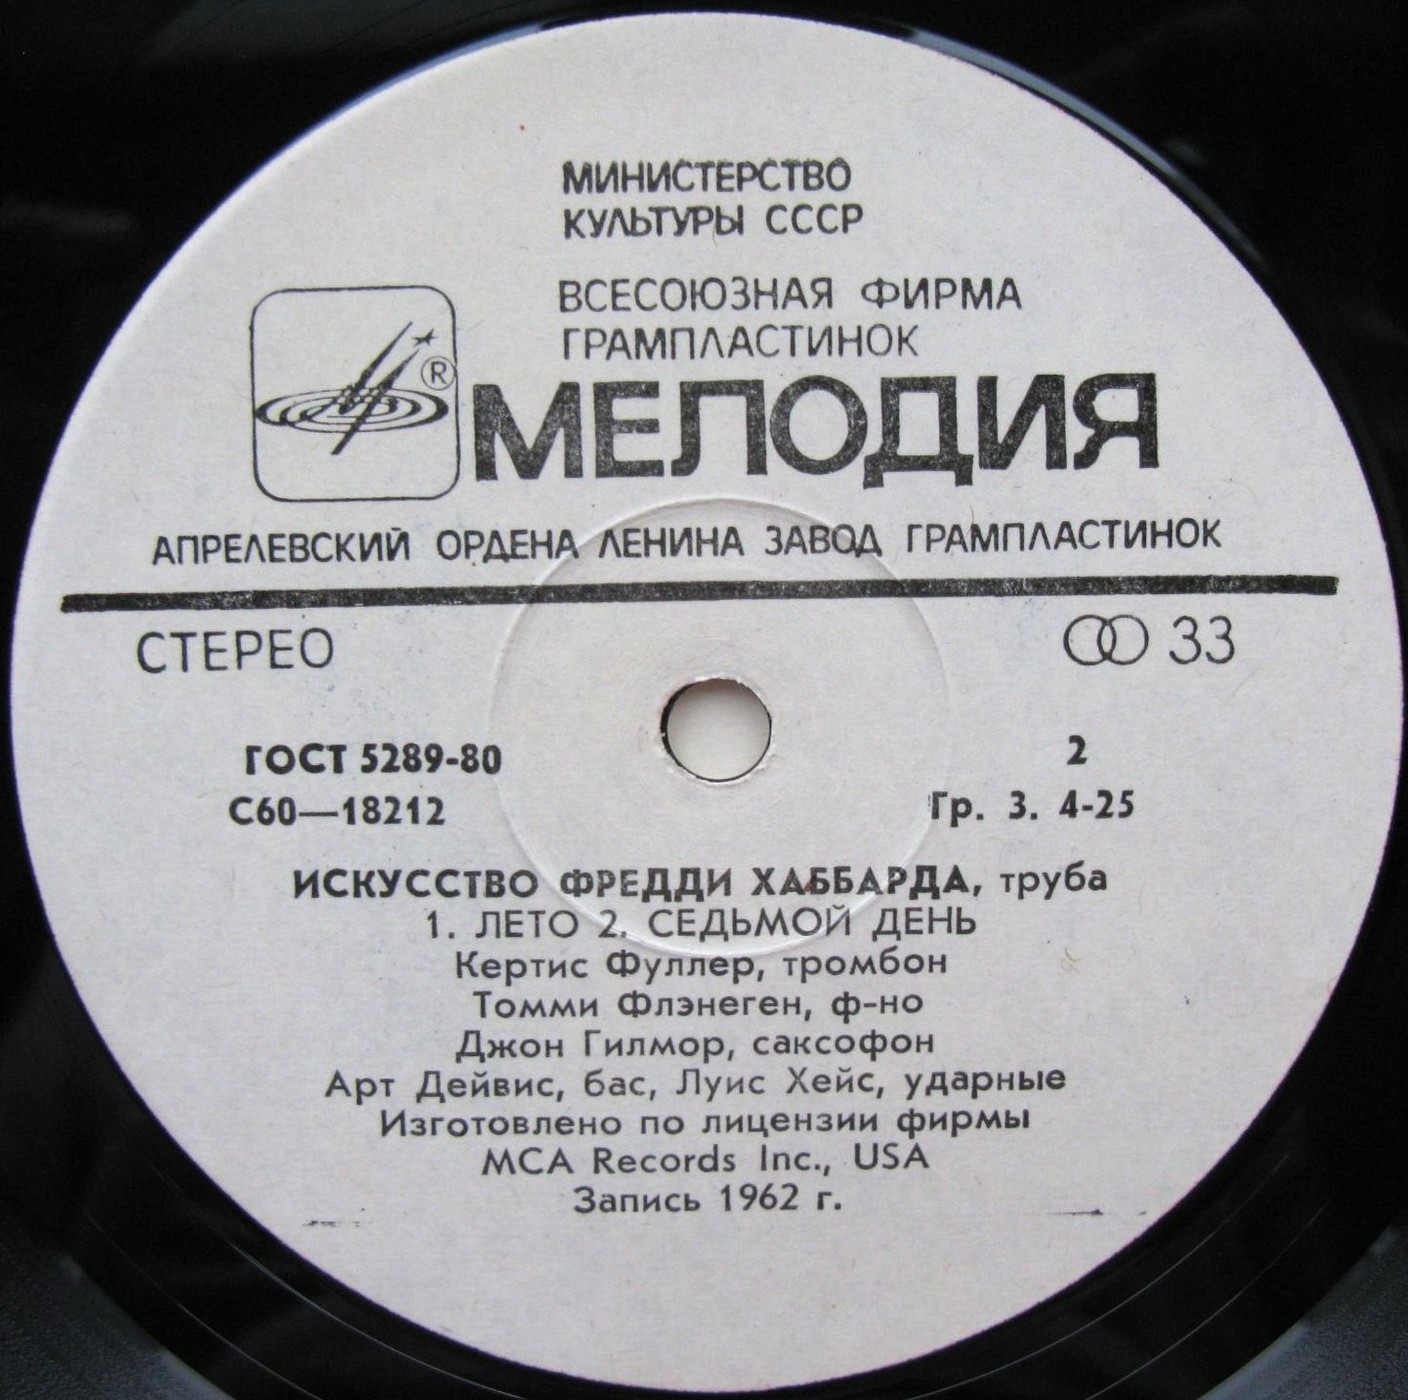 МИНИСТЕРСТВО
КУЛЬТУРЫ СССР
ВСЕСОЮЗНАЯ ФИРМА
ГРАМПЛАСТИНОК
®
МЕЛОДИЯ
АПРЕЛЕВСКИЙ ОРДЕНА ЛЕНИНА ЗАВОД ГРАМПЛАСТИНОК
СТЕРЕО 33
ГОСТ 5289-80 2
С60—18212 Гр. 3. 4-25
ИСКУССТВО ФРЕДДИ ХАББАРДА, труба
1. ЛЕТО 2. СЕДЬМОЙ ДЕНЬ
Кертис Фуллер, тромбон
Томми Флэнеген, ф-но
Джон Гилмор, саксофон
Арт Дейвис, бас, Луис Хейс, ударные
Изготовлено по лицензии фирмы
MCA Records Inc., USA
Запись 1962 г.